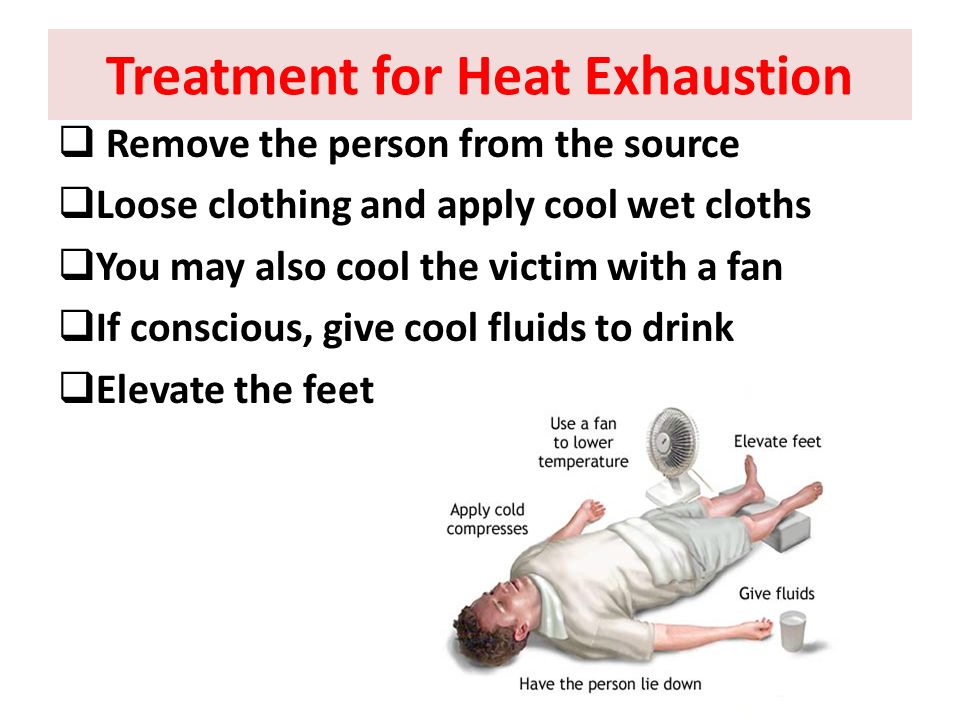 Treatment for Heat Exhaustion
Remove the person from the source
Loose clothing and apply cool wet cloths
You may also cool the victim with a fan
If conscious, give cool fluids to drink
Elevate the feet
Use a fan
to lower
temperature
Elevate feet
Apply cold
compresses
Give fluids
Have the person lie down